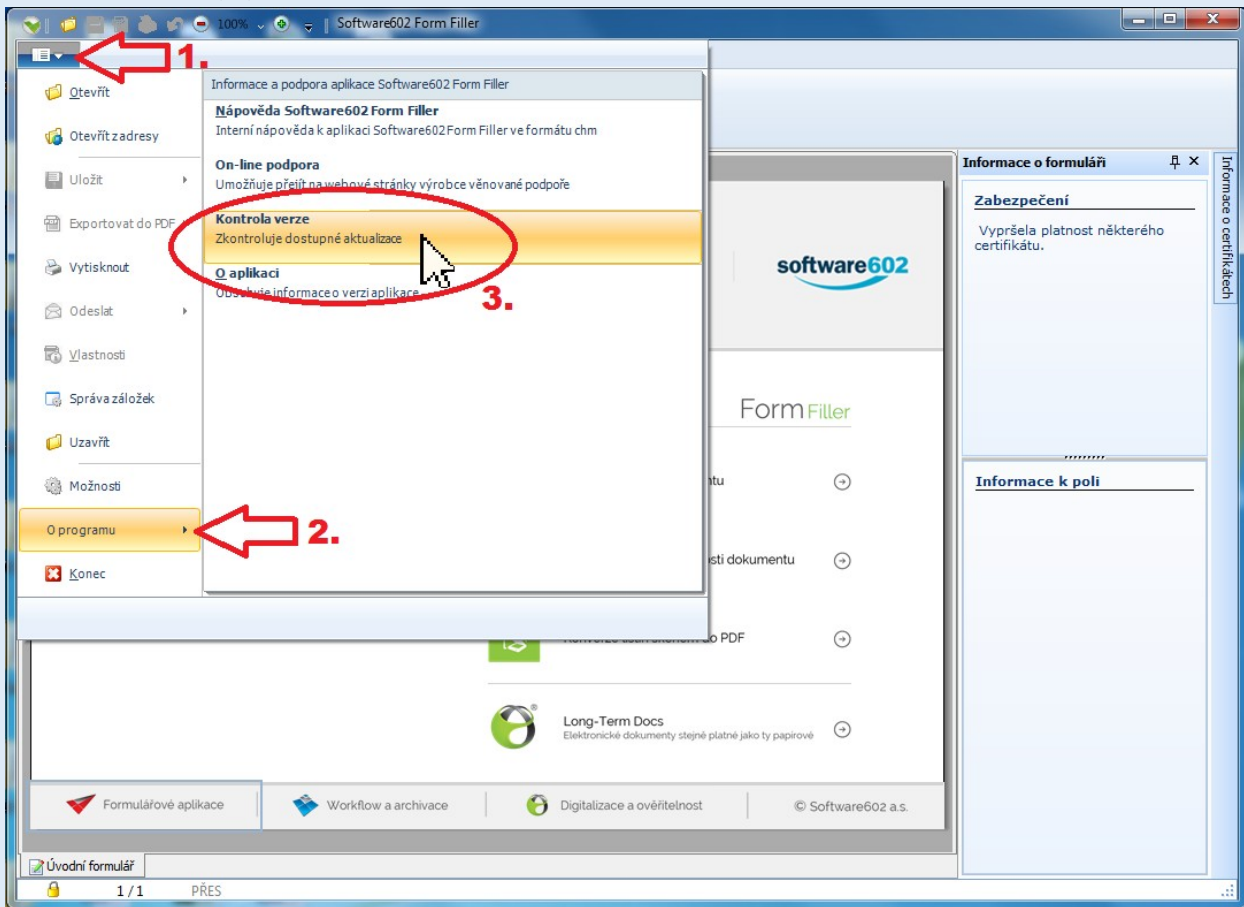 100%
Software602 Form Filler
1.
Otevřít
Otevřít z adresy
Uložit
Exportovat do PDF
Vytisknout
Odeslat
Vlastnosti
Správa záložek
Uzavřít
Možnosti
O programu
2.
Konec
Informace a podpora aplikace Software602 Form Filler
Nápověda Software602 Form Filler
Interní nápověda k aplikaci Software602 Form Filler ve formátu chm
On-line podpora
Umožňuje přejít na webové stránky výrobce věnované podpoře
Kontrola verze
Zkontroluje dostupné aktualizace
O aplikaci
Obsahuje informace o verzi aplikace
3.
software602
Form Filler
ntu
sti dokumentu
do PDF
Long-Term Docs
Elektronické dokumenty stejně platné jako ty papírové
Formulářové aplikace
Workflow a archivace
Digitalizace a ověřitelnost
© Software602 a.s.
Informace o formuláři
Zabezpečení
Vypršela platnost některého
certifikátu.
Informace k poli
Informace o certifikátech
Úvodní formulář
1 / 1
PŘES